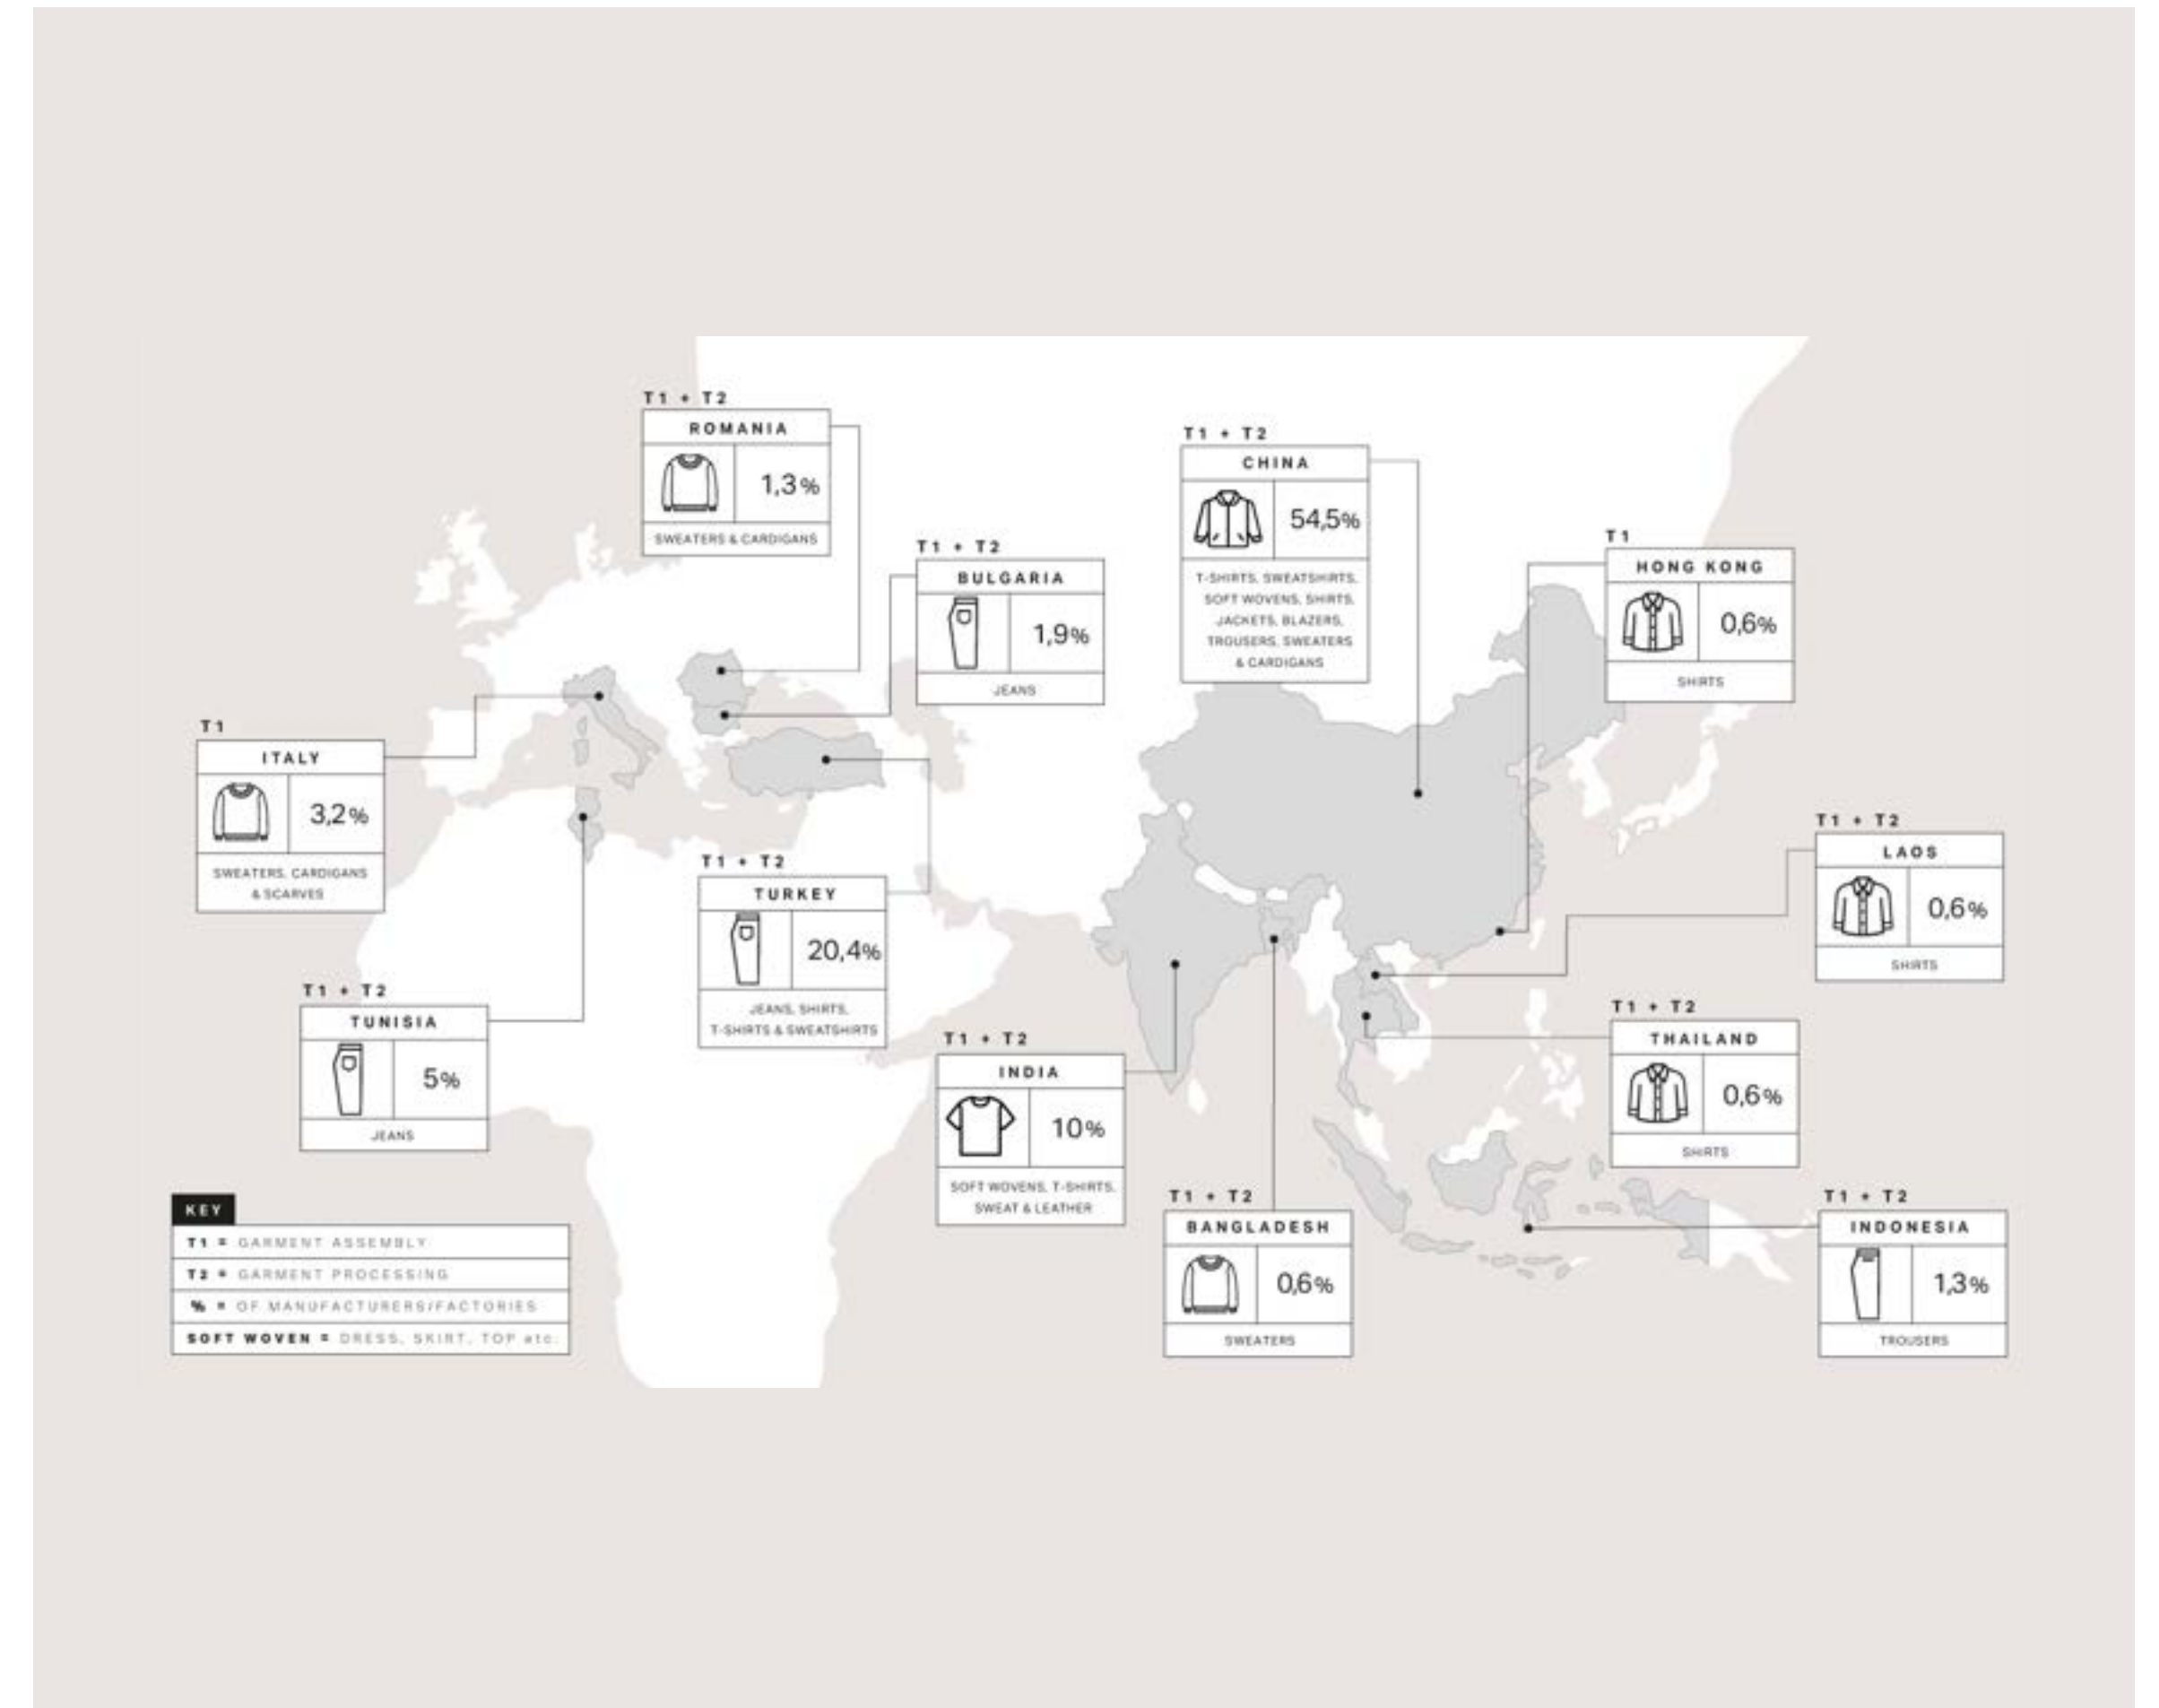 T1 + T2
ROMANIA
1,3%
SWEATERS & CARDIGANS
T1 + T2
CHINA
54,5%
T-SHIRTS, SWEATSHIRTS,
SOFT WOVENS, SHIRTS,
JACKETS, BLAZERS,
TROUSERS, SWEATERS
& CARDIGANS
T1 + T2
BULGARIA
1,9%
JEANS
T1
HONG KONG
0,6%
SHIRTS
T1
ITALY
3,2%
SWEATERS, CARDIGANS
& SCARVES
T1 + T2
TURKEY
20,4%
JEANS, SHIRTS,
T-SHIRTS & SWEATSHIRTS
T1 + T2
LAOS
0,6%
SHIRTS
T1 + T2
TUNISIA
5%
JEANS
T1 + T2
INDIA
10%
SOFT WOVENS, T-SHIRTS,
SWEAT & LEATHER
T1 + T2
THAILAND
0,6%
SHIRTS
T1 + T2
BANGLADESH
0,6%
SWEATERS
T1 + T2
INDONESIA
1,3%
TROUSERS
KEY
T1 = GARMENT ASSEMBLY
T2 = GARMENT PROCESSING
% = OF MANUFACTURERS/FACTORIES
SOFT WOVEN = DRESS, SKIRT, TOP etc.